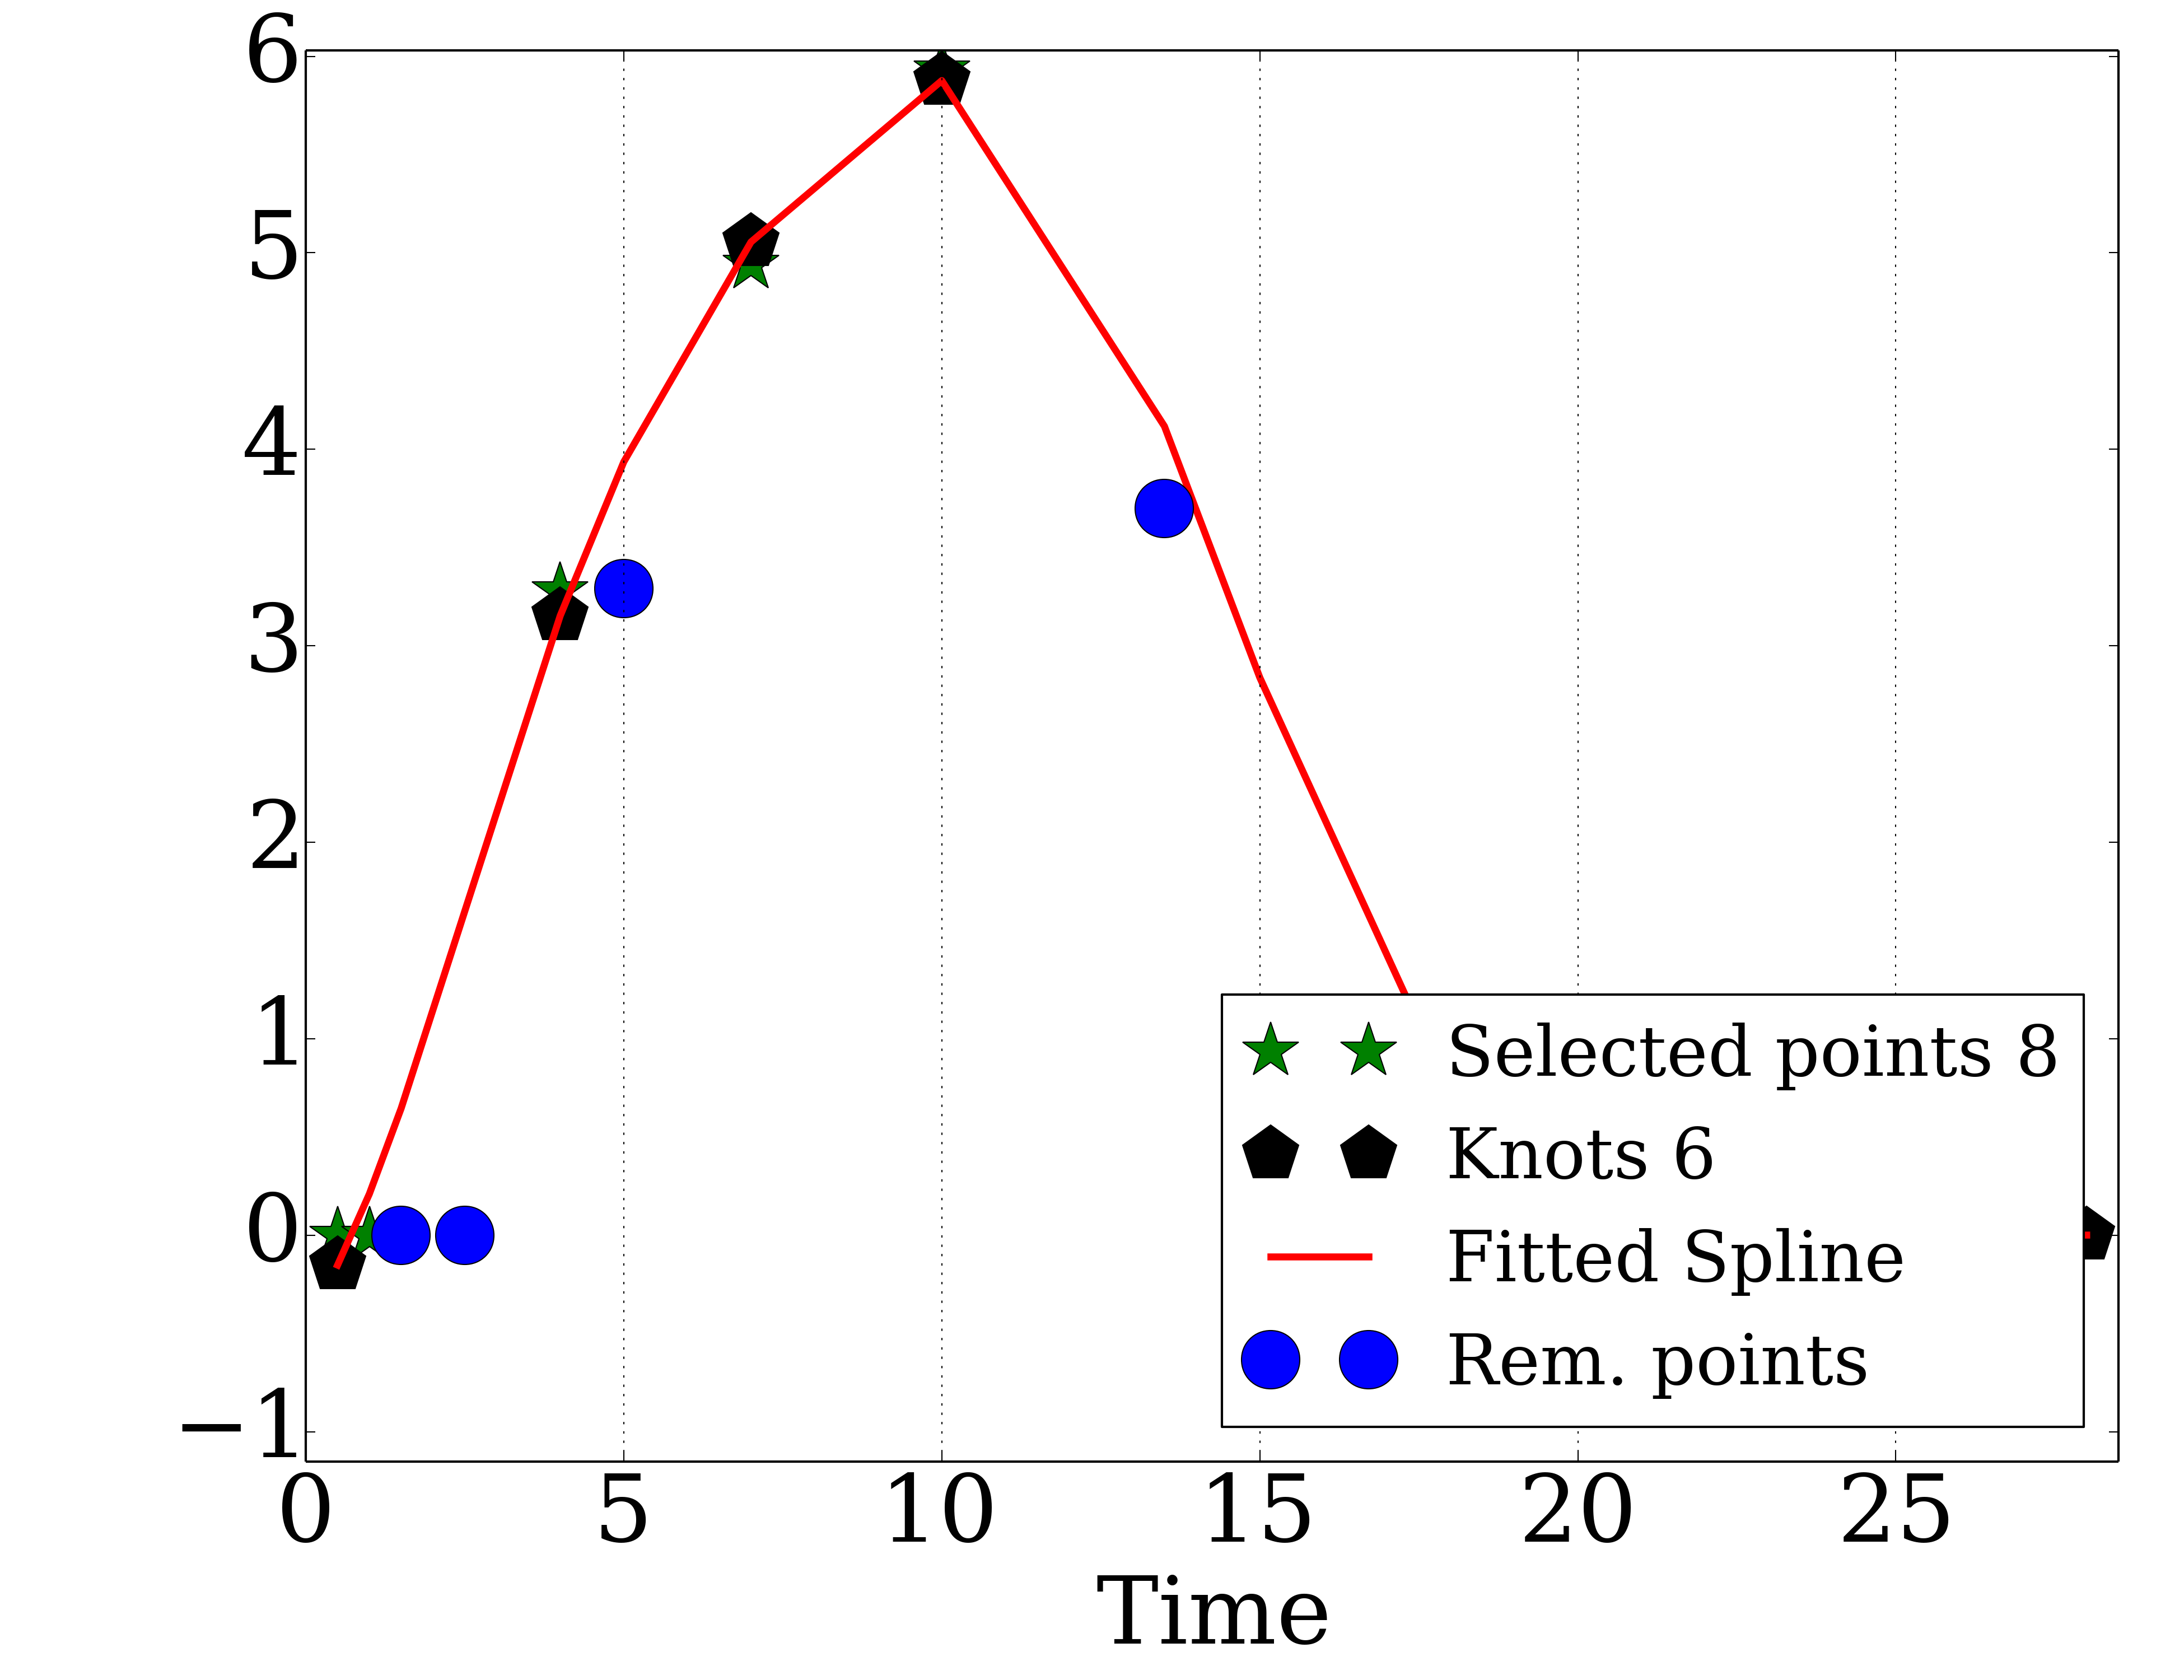 6
5
4
3
2
1
0
−1
0 5 10 15 20 25
Time
Selected points 8
Knots 6
Fitted Spline
Rem. points